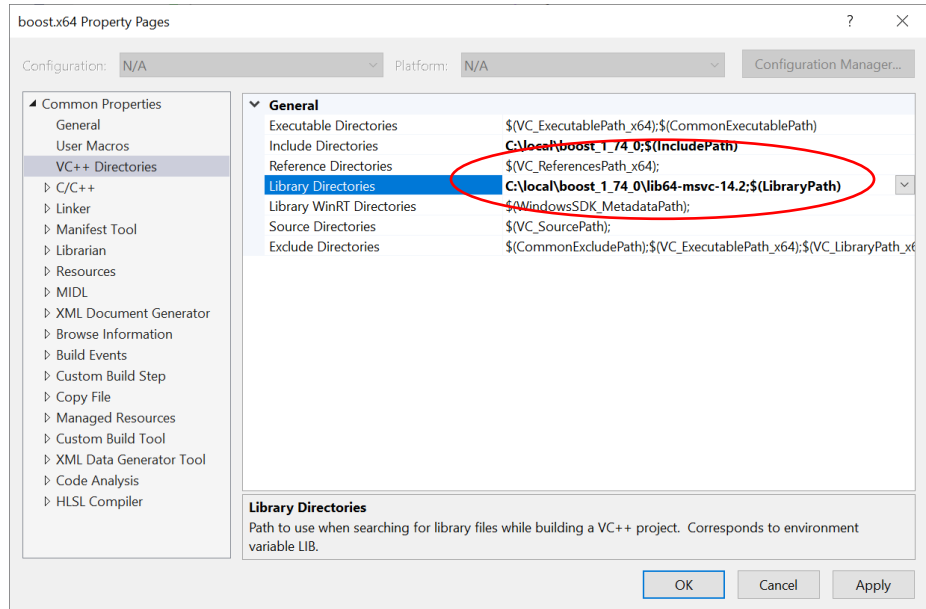 boost.x64 Property Pages
Configuration: N/A Platform: N/A Configuration Manager...
Common Properties
General
User Macros
VC++ Directories
C/C++
Linker
Manifest Tool
Librarian
Resources
MIDL
XML Document Generator
Browse Information
Build Events
Custom Build Step
Copy File
Managed Resources
Custom Build Tool
XML Data Generator Tool
Code Analysis
HLSL Compiler
General
Executable Directories $(VC_ExecutablePath_x64);$(CommonExecutablePath)
Include Directories C:\local\boost_1_74_0;$(IncludePath)
Reference Directories $(VC_ReferencesPath_x64);
Library Directories C:\local\boost_1_74_0\lib64-msvc-14.2;$(LibraryPath)
Library WinRT Directories $(WindowsSDK_MetadataPath);
Source Directories $(VC_SourcePath);
Exclude Directories $(CommonExcludePath);$(VC_ExecutablePath_x64);$(VC_LibraryPath_x6
Library Directories
Path to use when searching for library files while building a VC++ project. Corresponds to environment
variable LIB.
OK Cancel Apply